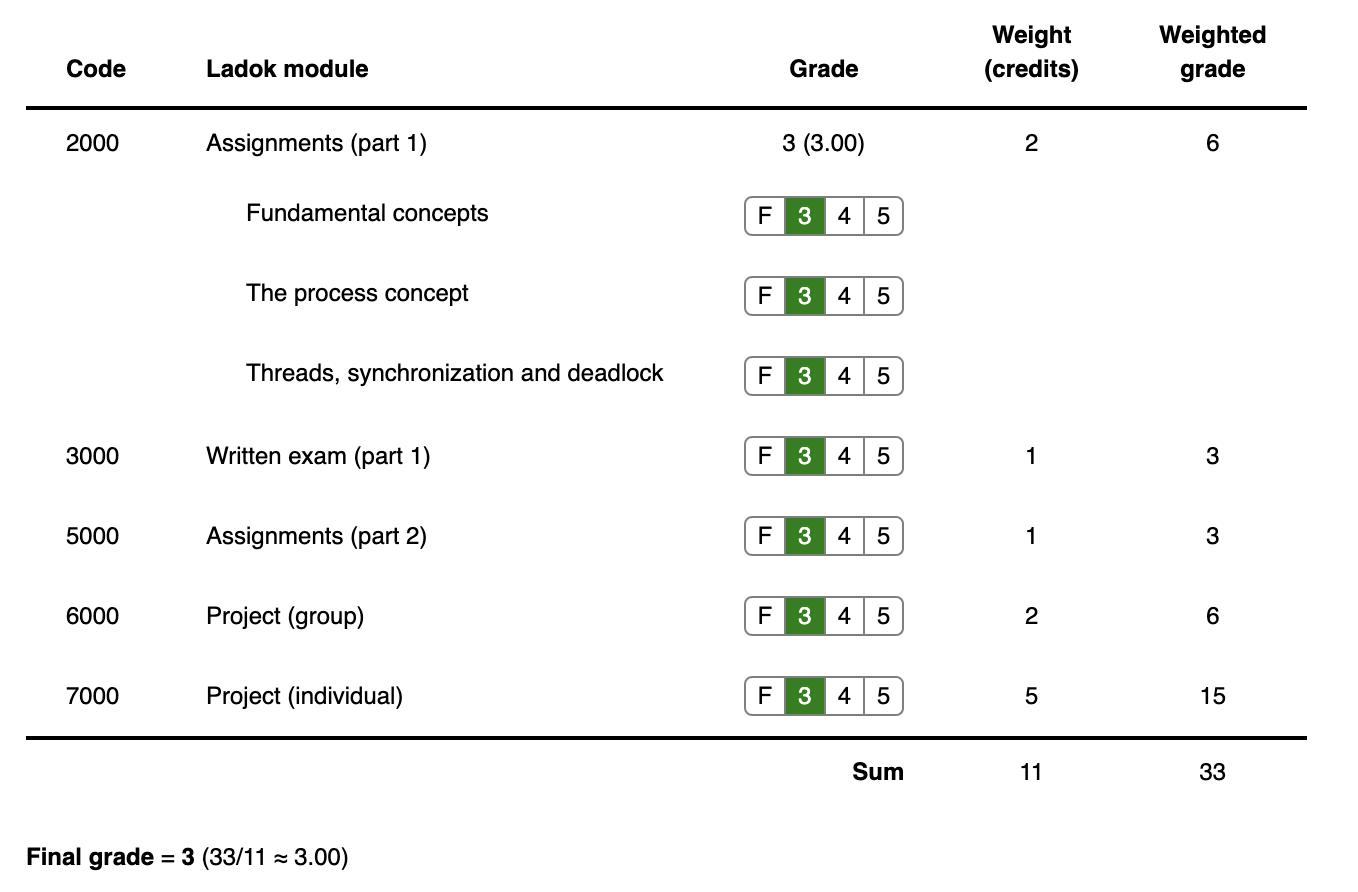 Code Ladok module Grade Weight (credits) Weighted grade
2000 Assignments (part 1) 3 (3.00) 2 6
Fundamental concepts F 3 4 5
The process concept F 3 4 5
Threads, synchronization and deadlock F 3 4 5
3000 Written exam (part 1) F 3 4 5 1 3
5000 Assignments (part 2) F 3 4 5 1 3
6000 Project (group) F 3 4 5 2 6
7000 Project (individual) F 3 4 5 5 15
Sum 11 33
Final grade = 3 (33/11 ≈ 3.00)